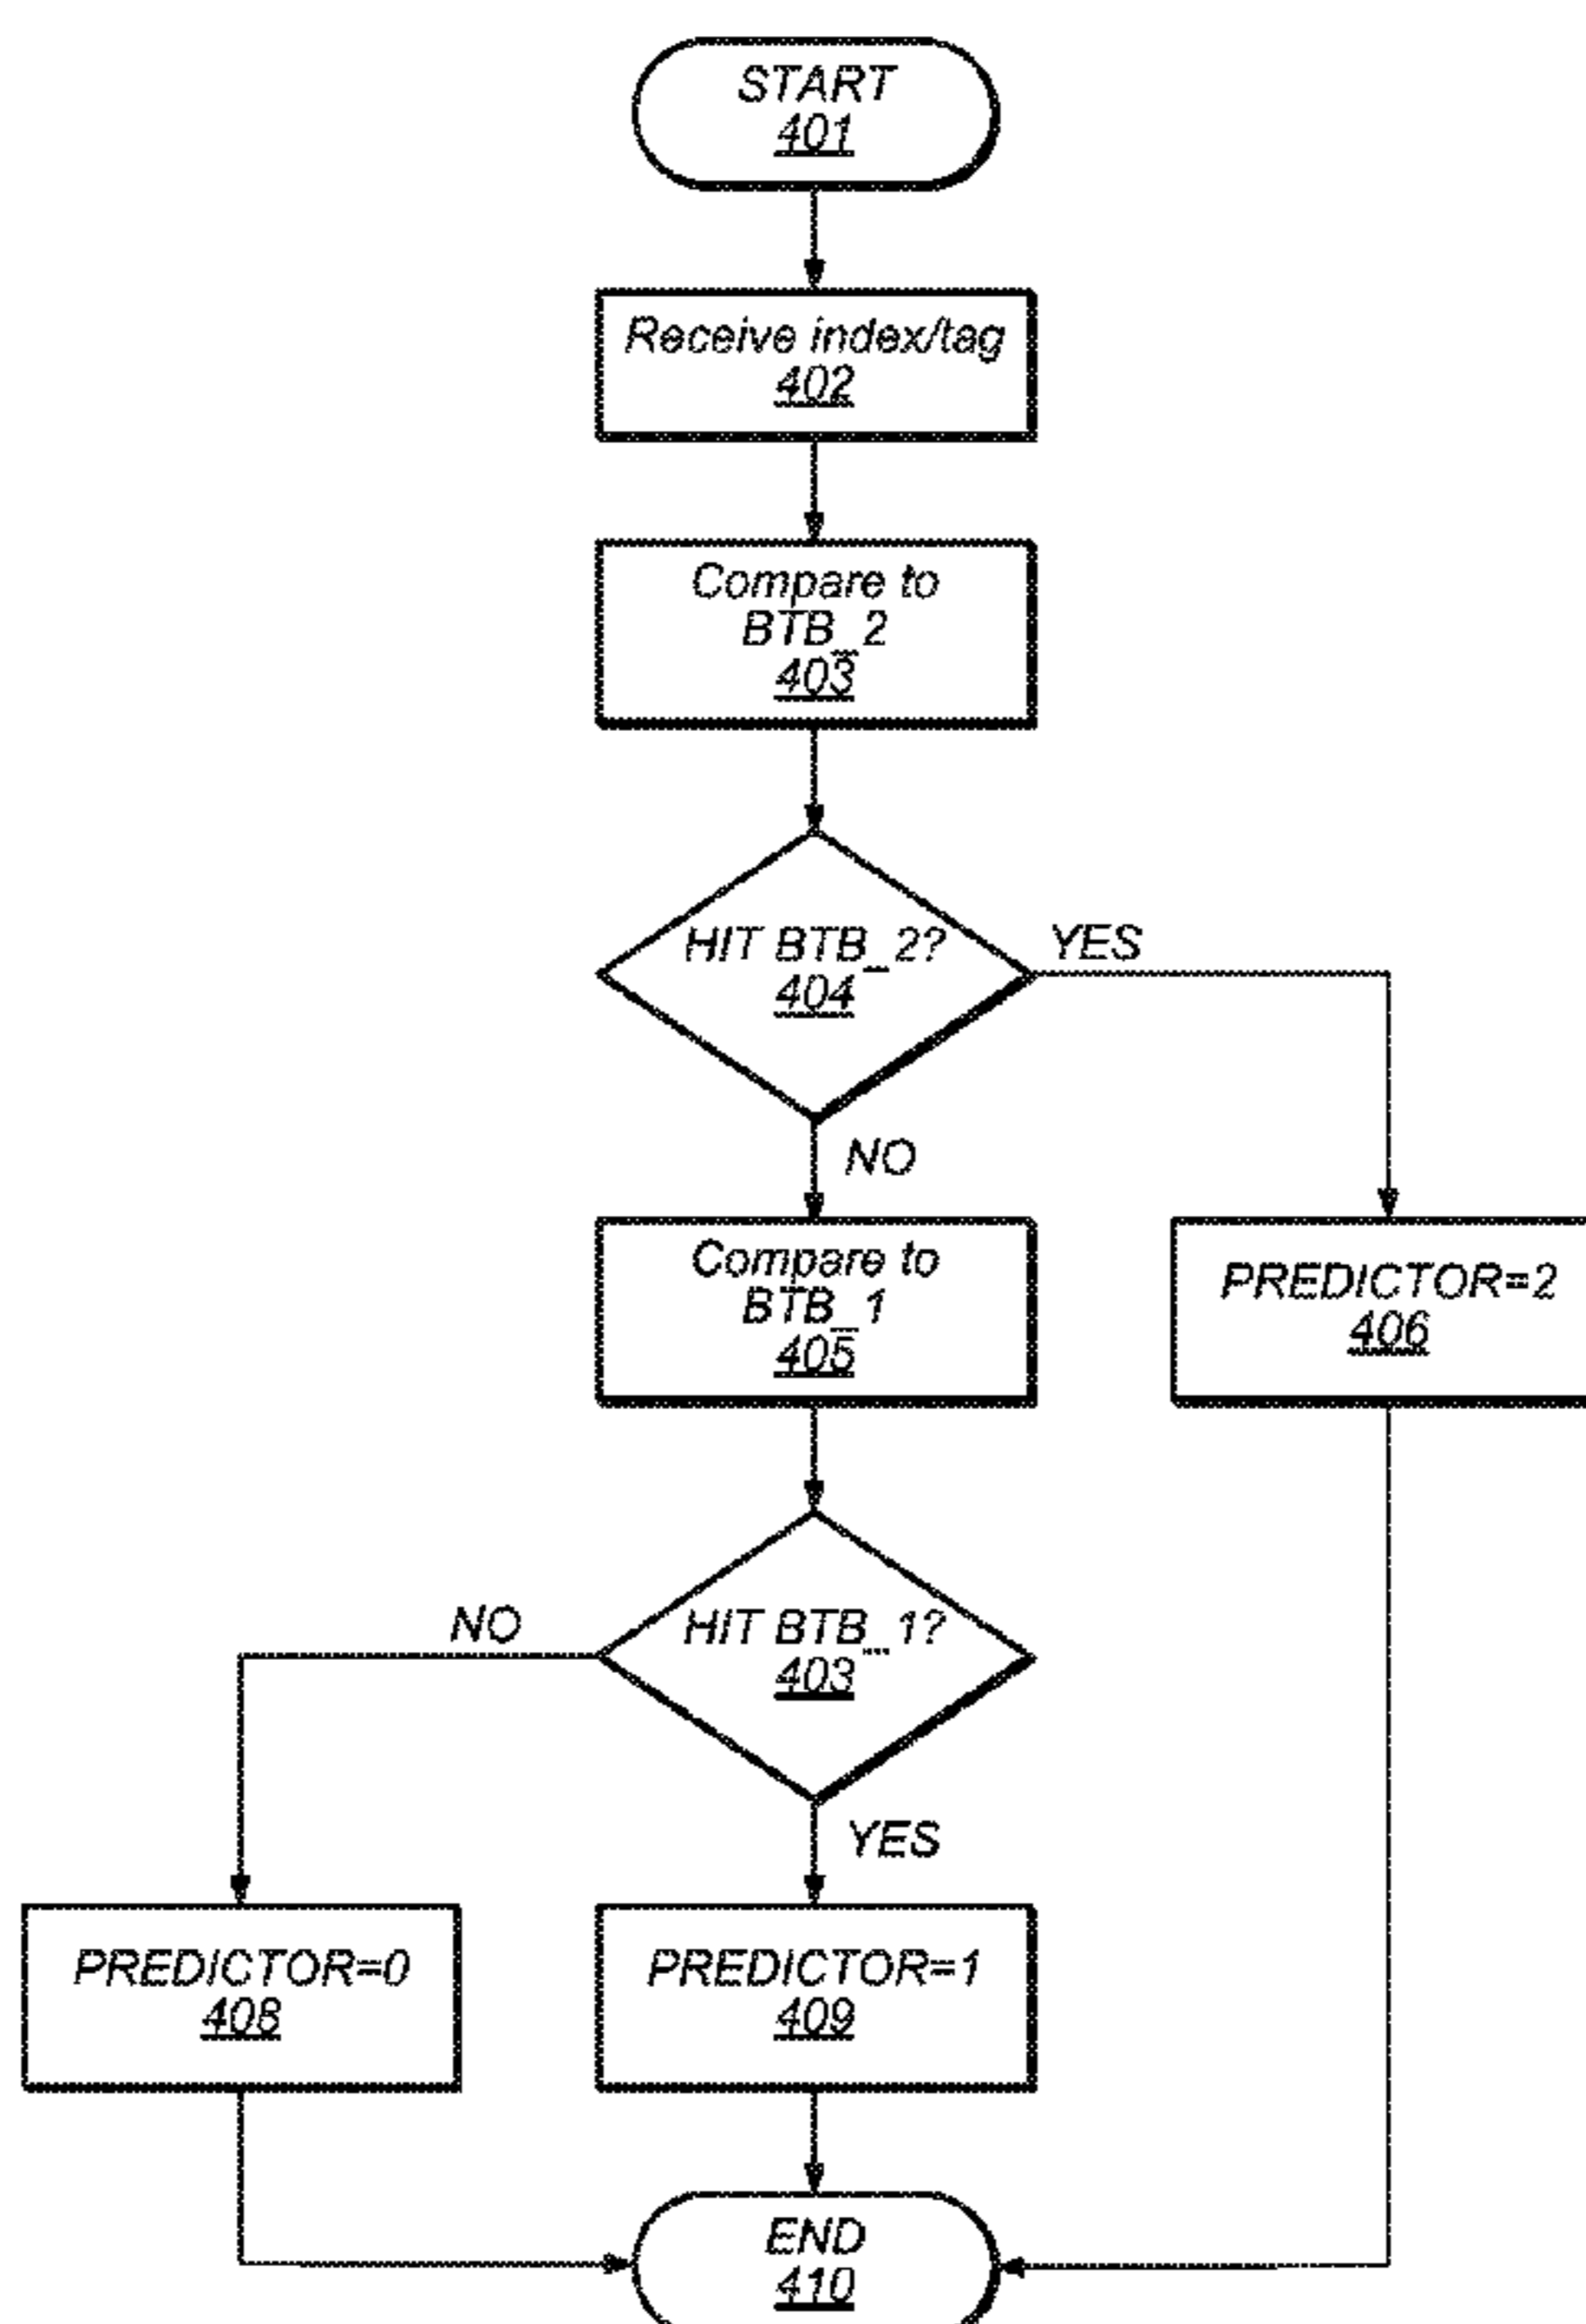 START
401
Receive index/tag
402
Compare to
BTB_2
403
HIT BTB_2?
404
YES
NO
Compare to
BTB_1
405
PREDICTOR=2
406
HIT BTB_1?
403
NO
YES
PREDICTOR=0
408
PREDICTOR=1
409
END
410